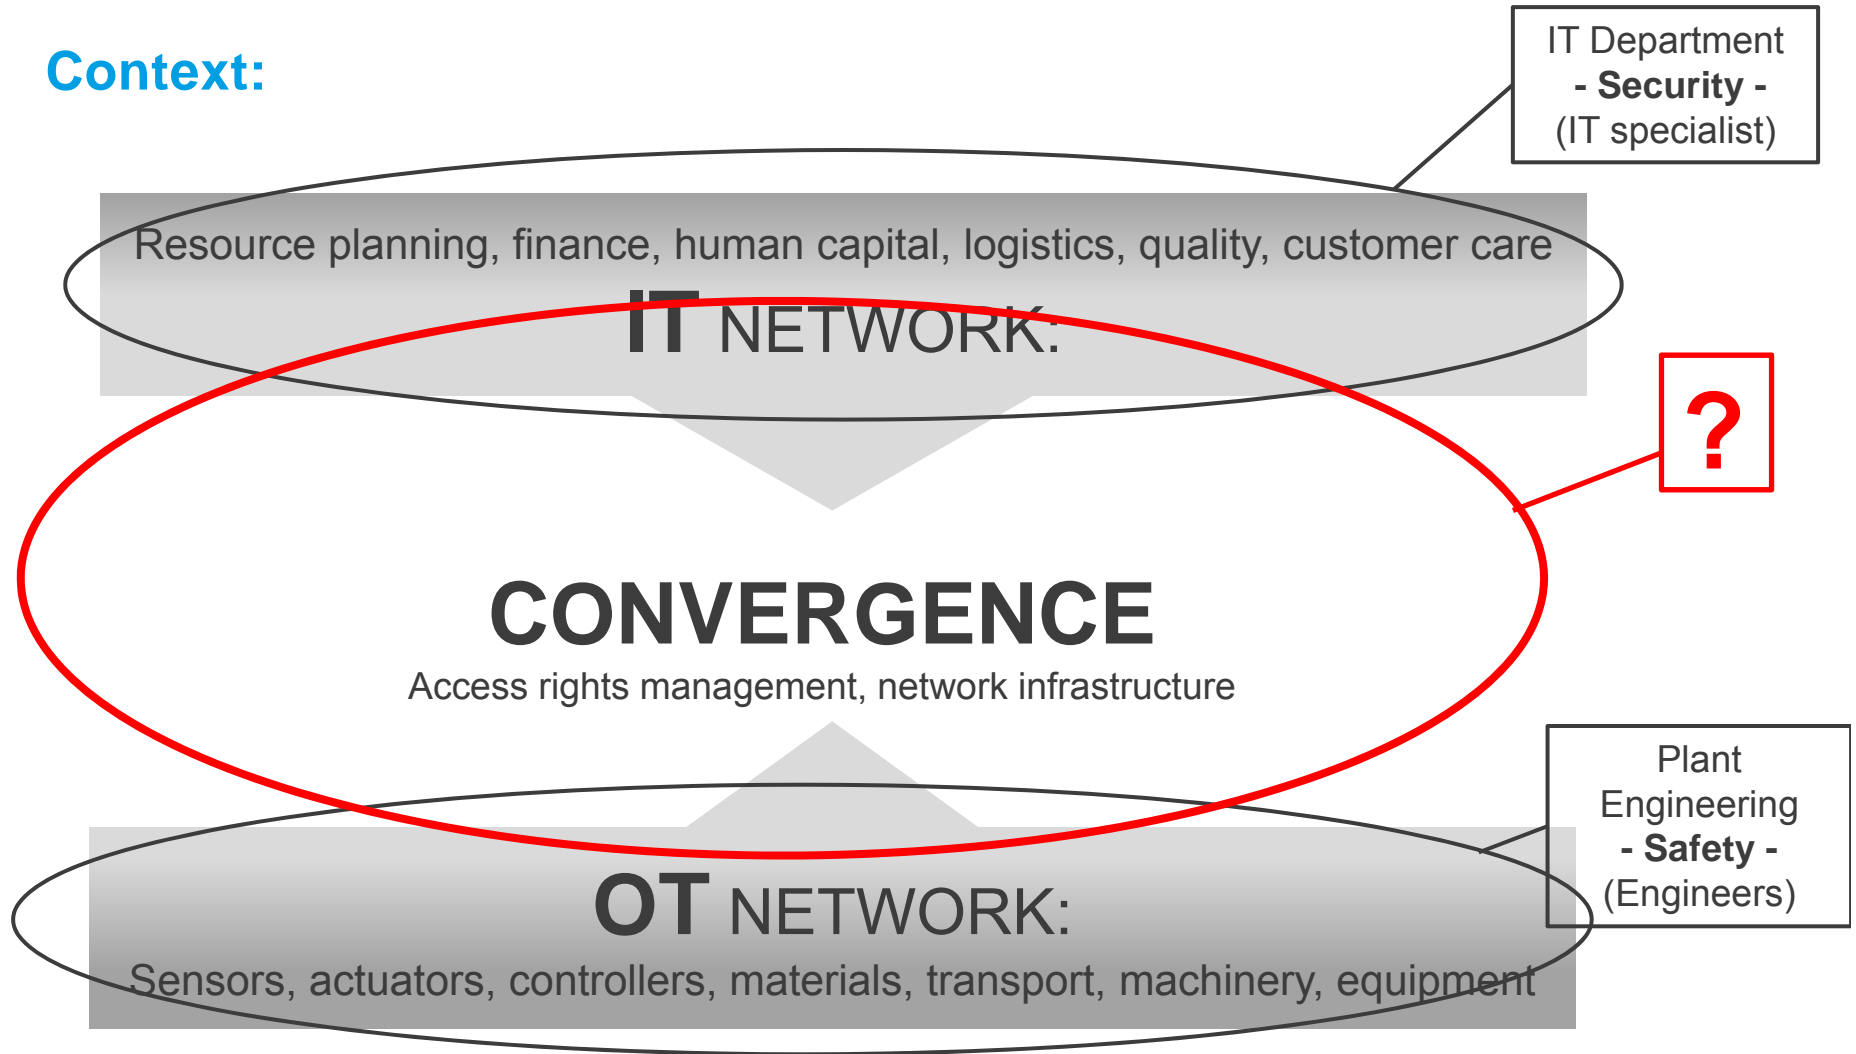 Context:
IT Department
- Security -
(IT specialist)
Resource planning, finance, human capital, logistics, quality, customer care
IT NETWORK:
?
CONVERGENCE
Access rights management, network infrastructure
Plant
Engineering
- Safety -
(Engineers)
OT NETWORK:
Sensors, actuators, controllers, materials, transport, machinery, equipment